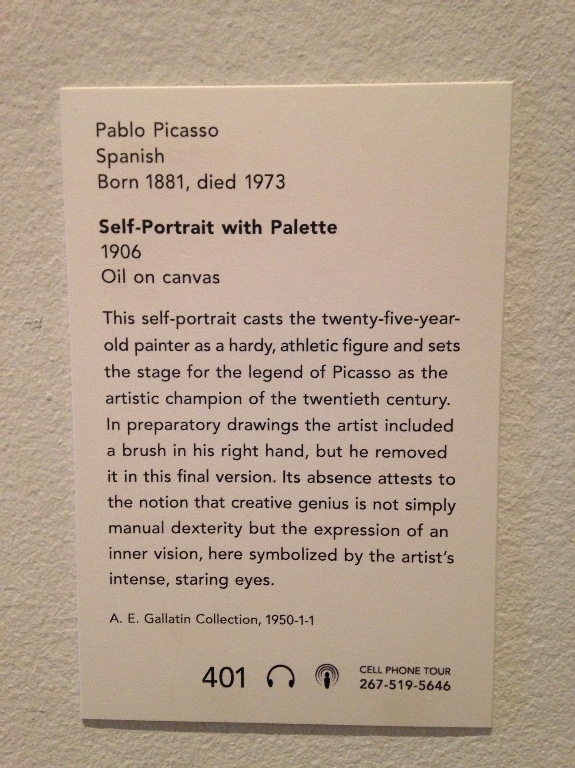 Pablo Picasso
Spanish
Born 1881, died 1973
Self-Portrait with Palette
1906
Oil on canvas
This self-portrait casts the twenty-five-year-
old painter as a hardy, athletic figure and sets
the stage for the legend of Picasso as the
artistic champion of the twentieth century.
In preparatory drawings the artist included
a brush in his right hand, but he removed
it in this final version. Its absence attests to
the notion that creative genius is not simply
manual dexterity but the expression of an
inner vision, here symbolized by the artist's
intense, staring eyes.
A. E. Gallatin Collection, 1950-1-1
401
CELL PHONE TOUR
267-519-5646